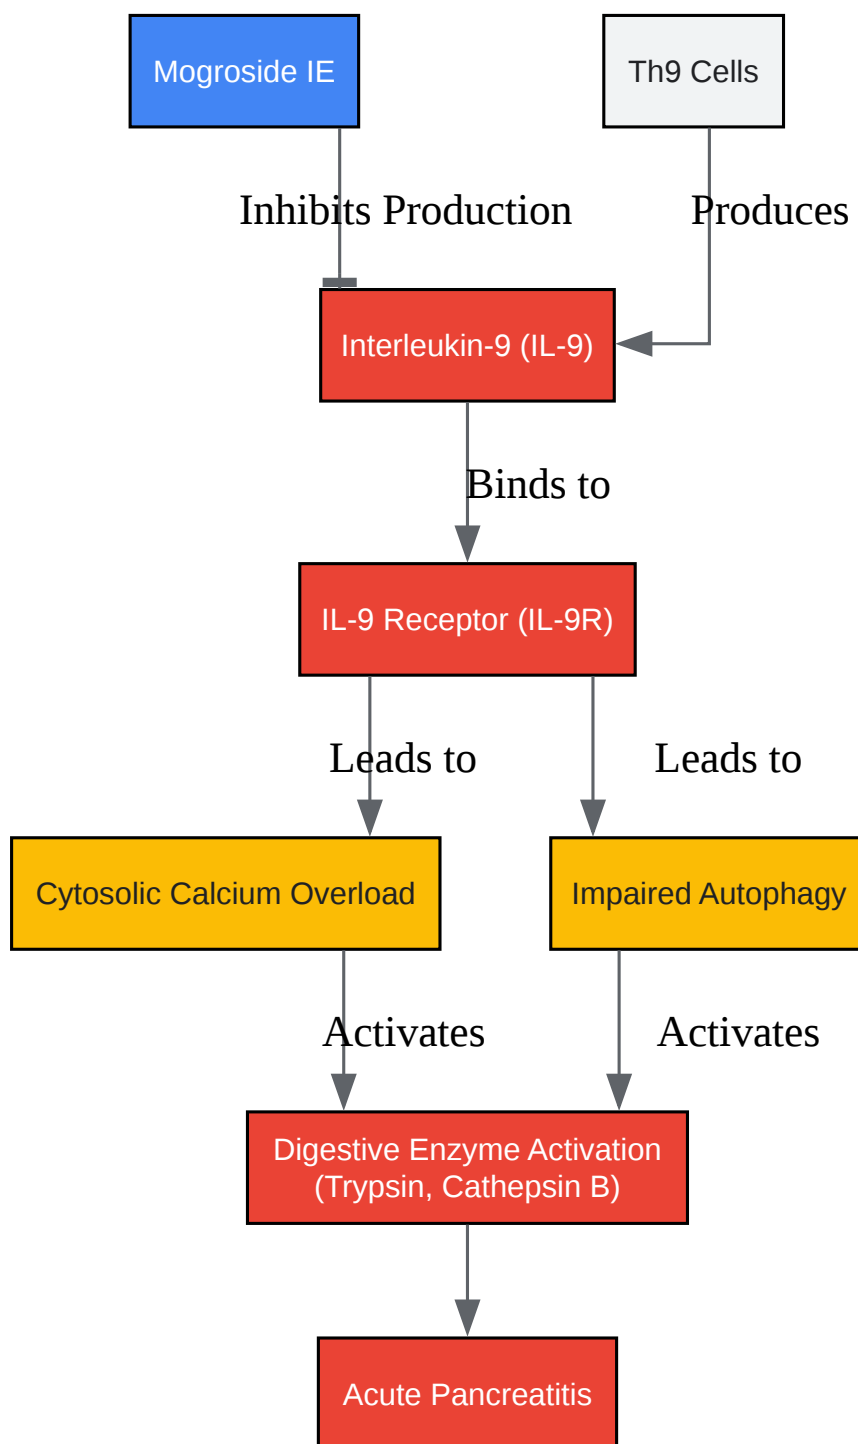 Mogroside IE
Th9 Cells
Inhibits Production
Produces
Interleukin-9 (IL-9)
Binds to
IL-9 Receptor (IL-9R)
Leads to
Leads to
Cytosolic Calcium Overload
Impaired Autophagy
Activates
Activates
Digestive Enzyme Activation
(Trypsin, Cathepsin B)
Acute Pancreatitis